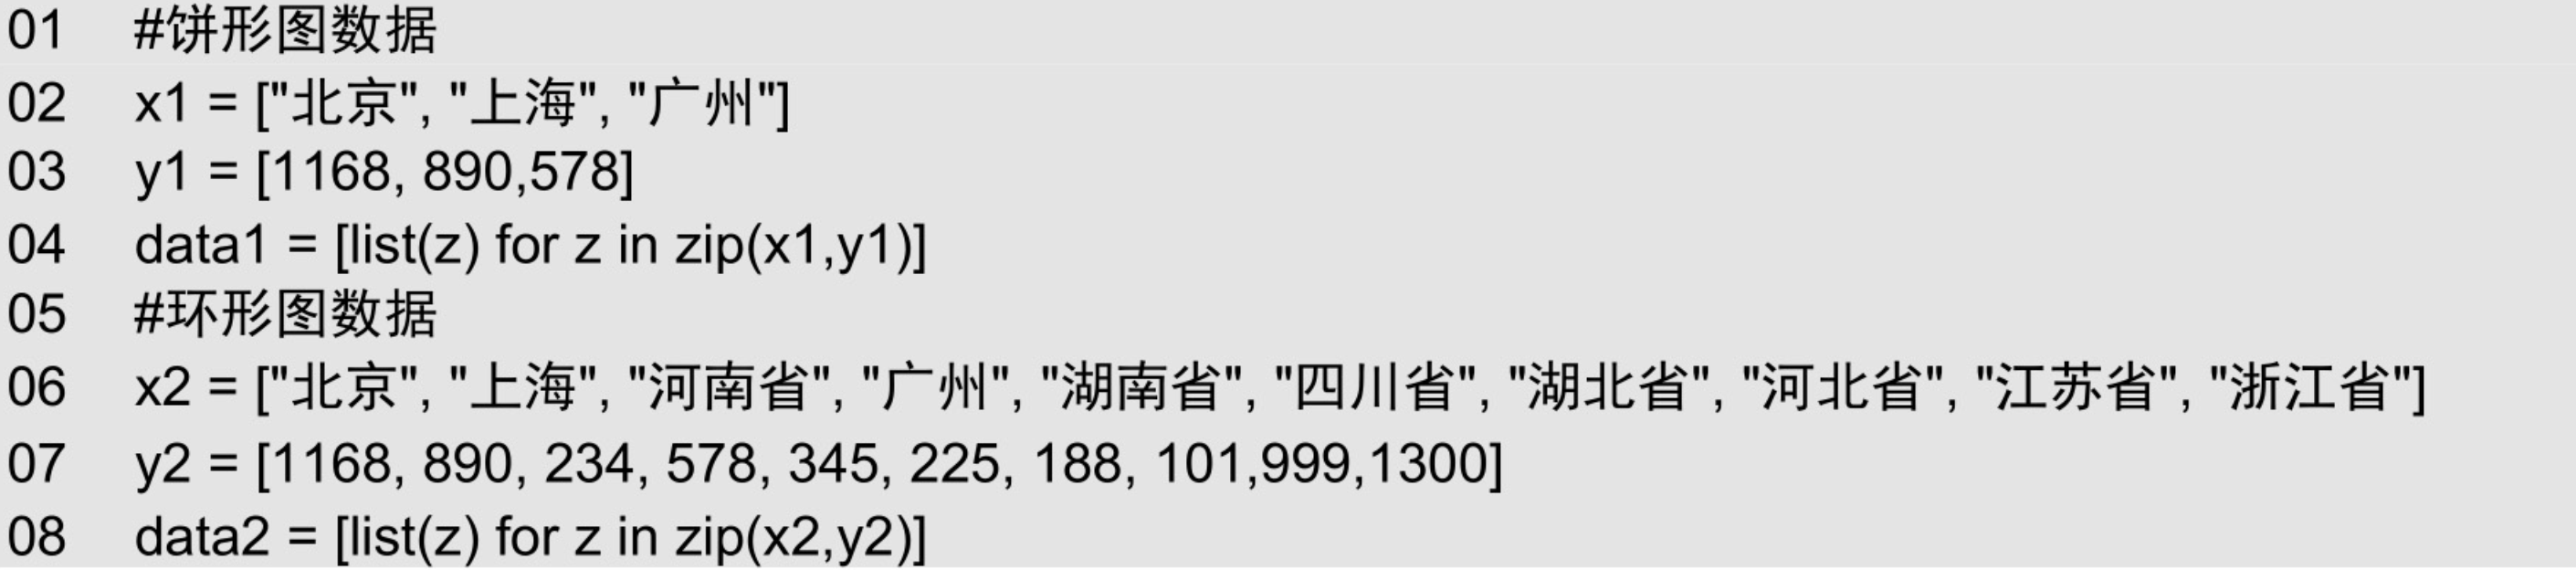 01 #饼形图数据
02 x1 = ["北京", "上海", "广州"]
03 y1 = [1168, 890,578]
04 data1 = [list(z) for z in zip(x1,y1)]
05 #环形图数据
06 x2 = ["北京", "上海", "河南省", "广州", "湖南省", "四川省", "湖北省", "河北省", "江苏省", "浙江省"]
07 y2 = [1168, 890, 234, 578, 345, 225, 188, 101,999,1300]
08 data2 = [list(z) for z in zip(x2,y2)]